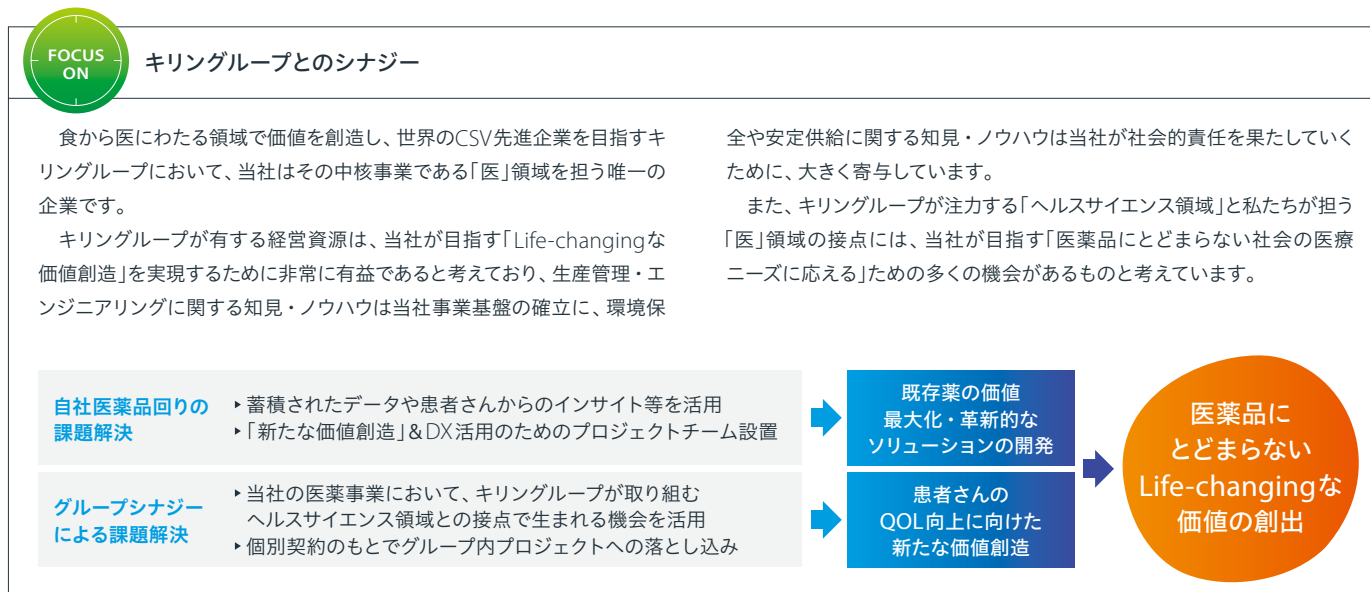 FOCUS
ON
キリングループとのシナジー
　食から医にわたる領域で価値を創造し、世界のCSV先進企業を目指すキ
リングループにおいて、当社はその中核事業である「医」領域を担う唯一の
企業です。
　キリングループが有する経営資源は、当社が目指す「Life-changingな
価値創造」を実現するために非常に有益であると考えており、生産管理・エ
ンジニアリングに関する知見・ノウハウは当社事業基盤の確立に、環境保
全や安定供給に関する知見・ノウハウは当社が社会的責任を果たしていく
ために、大きく寄与しています。
　また、キリングループが注力する「ヘルスサイエンス領域」と私たちが担う
「医」領域の接点には、当社が目指す「医薬品にとどまらない社会の医療
ニーズに応える」ための多くの機会があるものと考えています。
自社医薬品回りの
課題解決
▸蓄積されたデータや患者さんからのインサイト等を活用
▸「新たな価値創造」&DX活用のためのプロジェクトチーム設置
既存薬の価値
最大化・革新的な
ソリューションの開発
グループシナジー
による課題解決
▸当社の医薬事業において、キリングループが取り組む
ヘルスサイエンス領域との接点で生まれる機会を活用
▸個別契約のもとでグループ内プロジェクトへの落とし込み
患者さんの
QOL向上に向けた
新たな価値創造
医薬品に
とどまらない
Life-changingな
価値の創出